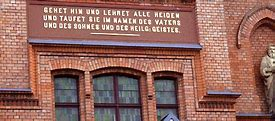 GEHET HIN UND LEHRET ALLE HEIDEN
UND TAUFET SIE IM NAMEN DES VATERS
UND DES SOHNES UND DES HEILG: GEISTES.